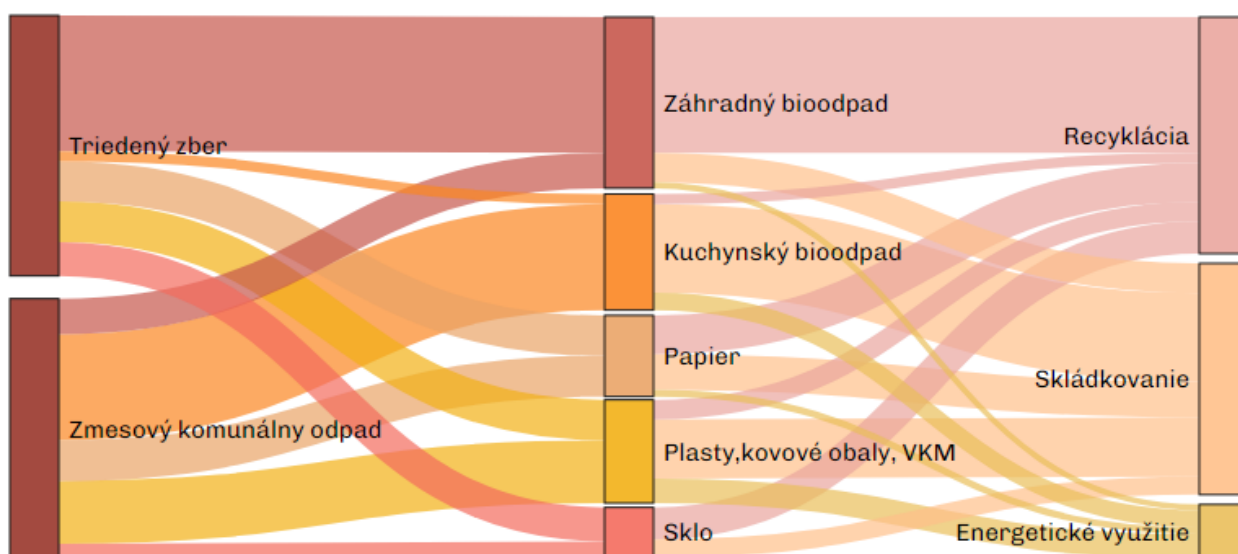 Triedený zber
Zmesový komunálny odpad
Záhradný bioodpad
Kuchynský bioodpad
Papier
Plasty,kovové obaly, VKM
Sklo
Recyklácia
Skládkovanie
Energetické využitie